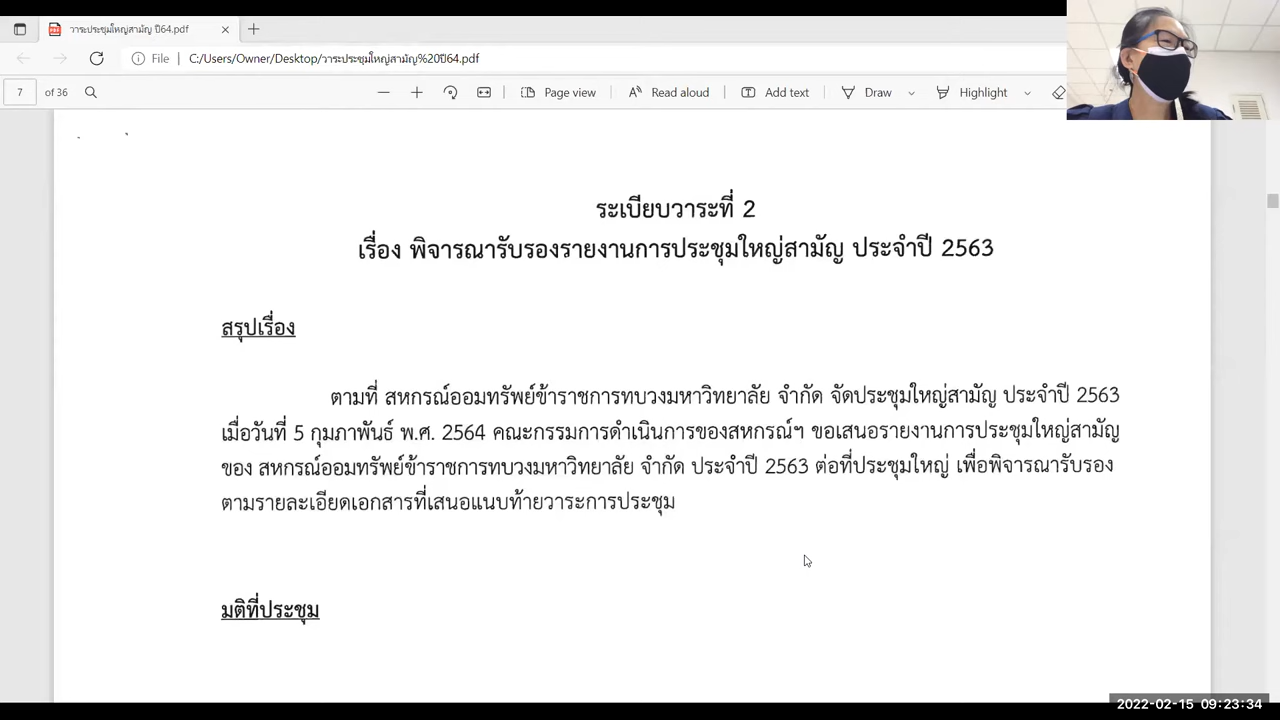 วาระประชุมใหญ่สามัญ ปี64.pdf
File C:/Users/Owner/Desktop/วาระประชุมใหญ่สามัญ%20ปี64.pdf
7 of 36 Page view Read aloud Add text Draw Highlight
ระเบียบวาระที่ 2
เรื่อง พิจารณารับรองรายงานการประชุมใหญ่สามัญ ประจำปี 2563
สรุปเรื่อง
ตามที่ สหกรณ์ออมทรัพย์ข้าราชการทบวงมหาวิทยาลัย จำกัด จัดประชุมใหญ่สามัญ ประจำปี 2563
เมื่อวันที่ 5 กุมภาพันธ์ พ.ศ. 2564 คณะกรรมการดำเนินการของสหกรณ์ฯ ขอเสนอรายงานการประชุมใหญ่สามัญ
ของ สหกรณ์ออมทรัพย์ข้าราชการทบวงมหาวิทยาลัย จำกัด ประจำปี 2563 ต่อที่ประชุมใหญ่ เพื่อพิจารณารับรอง
ตามรายละเอียดเอกสารที่เสนอแนบท้ายวาระการประชุม
มติที่ประชุม
2022-02-15 09:23:34